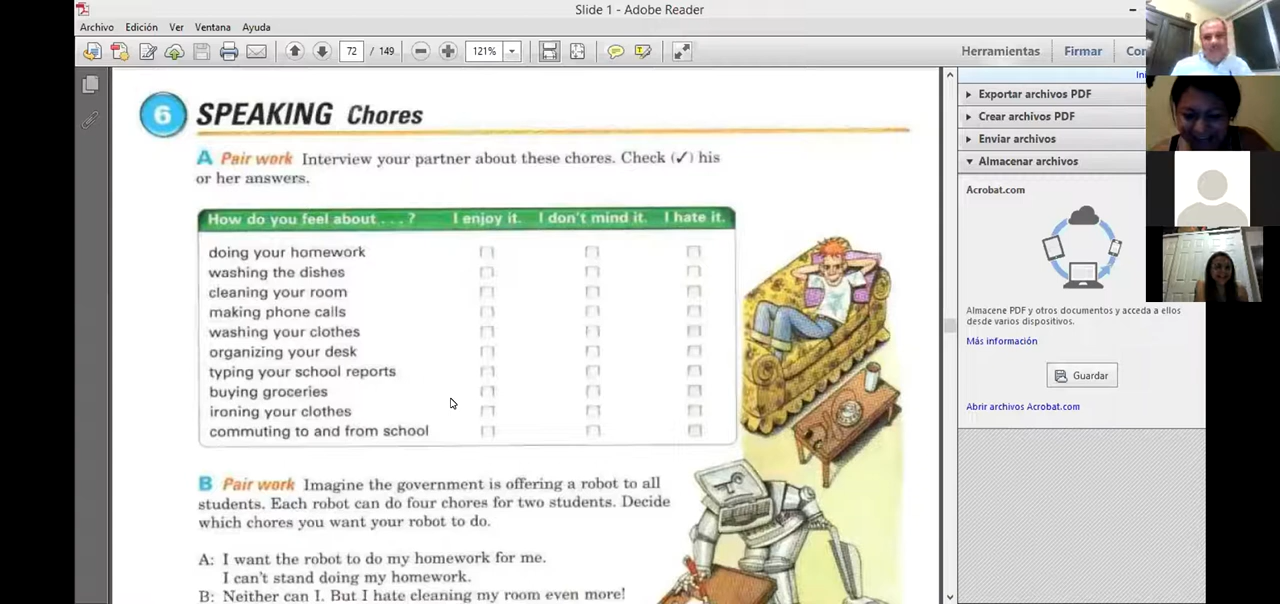 Slide 1 - Adobe Reader
Archivo Edición Ver Ventana Ayuda
72 / 149 121% Herramientas Firmar
6 SPEAKING Chores
A Pair work Interview your partner about these chores. Check (✓) his
or her answers.
How do you feel about . . . ? I enjoy it. I don't mind it. I hate it.
doing your homework
washing the dishes
cleaning your room
making phone calls
washing your clothes
organizing your desk
typing your school reports
buying groceries
ironing your clothes
commuting to and from school
B Pair work Imagine the government is offering a robot to all
students. Each robot can do four chores for two students. Decide
which chores you want your robot to do.
A: I want the robot to do my homework for me.
I can't stand doing my homework.
B: Neither can I. But I hate cleaning my room even more!
Exportar archivos PDF
Crear archivos PDF
Enviar archivos
Almacenar archivos
Acrobat.com
Almacene PDF y otros documentos y acceda a ellos
desde varios dispositivos.
Más información
Guardar
Abrir archivos Acrobat.com